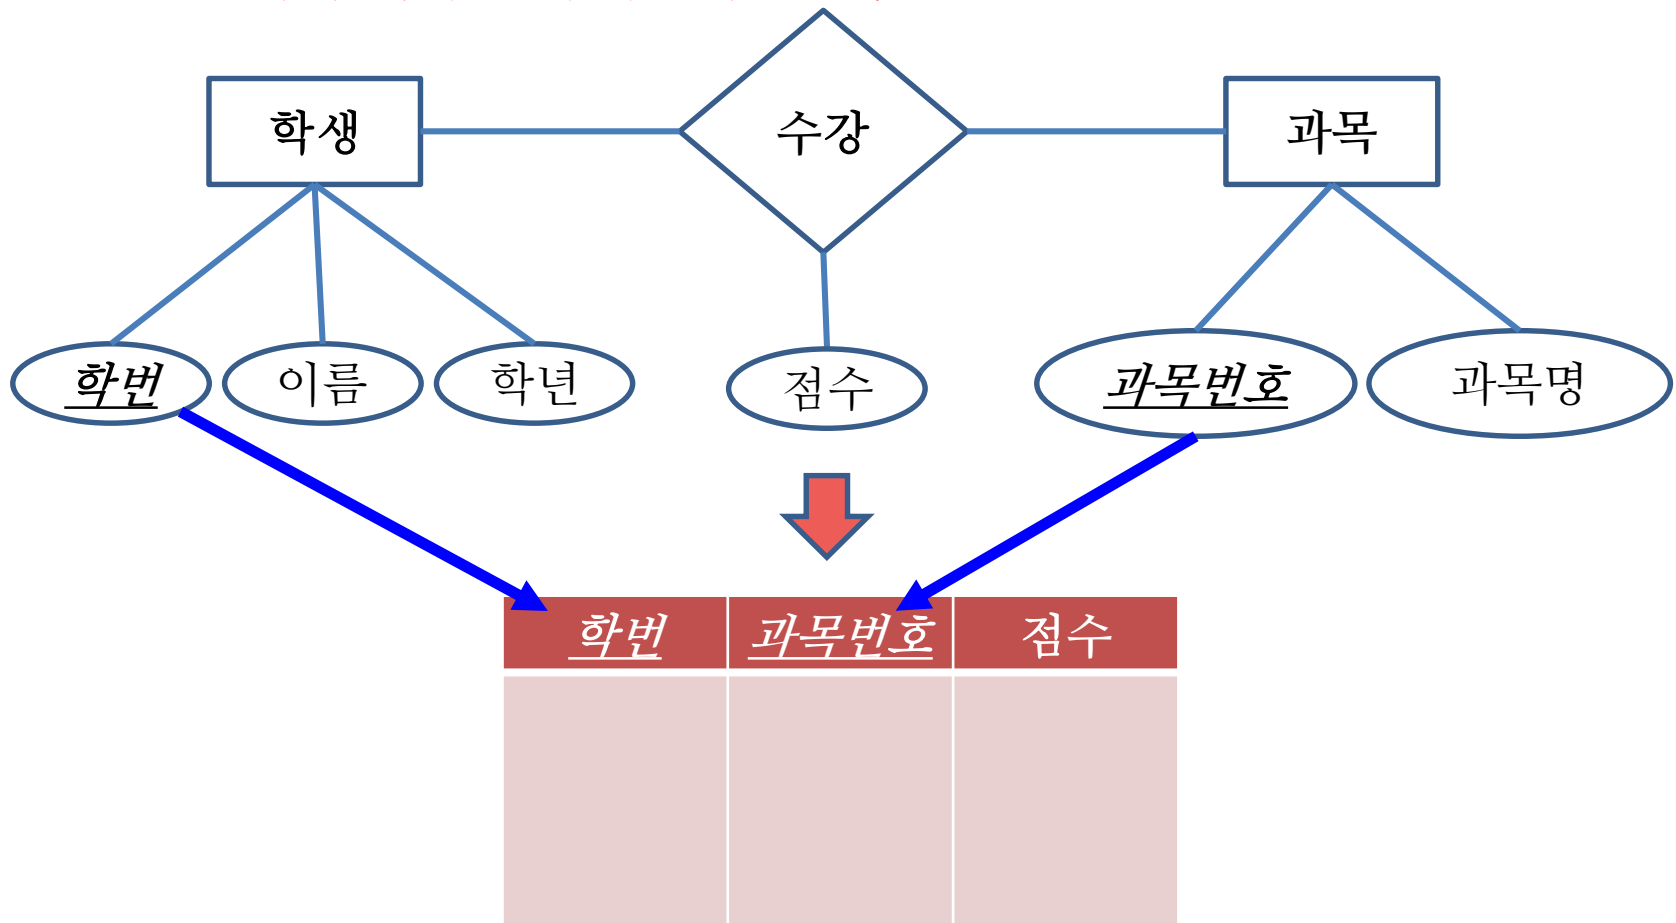 학생
수강
과목
학번
이름
학년
점수
과목번호
과목명
학번 과목번호 점수